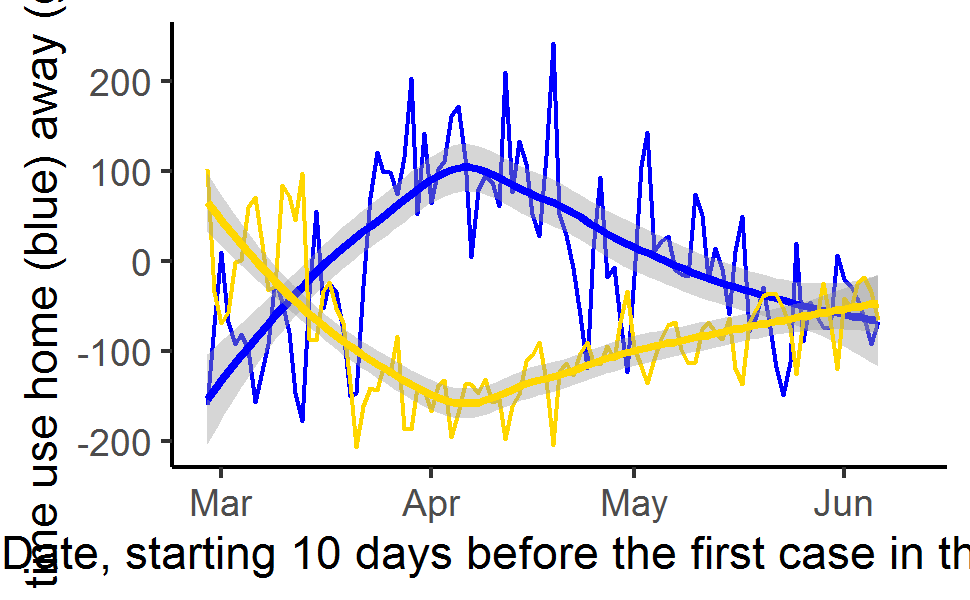 time use home (blue) away (
200
100
0
-100
-200
Mar Apr May Jun
Date, starting 10 days before the first case in th